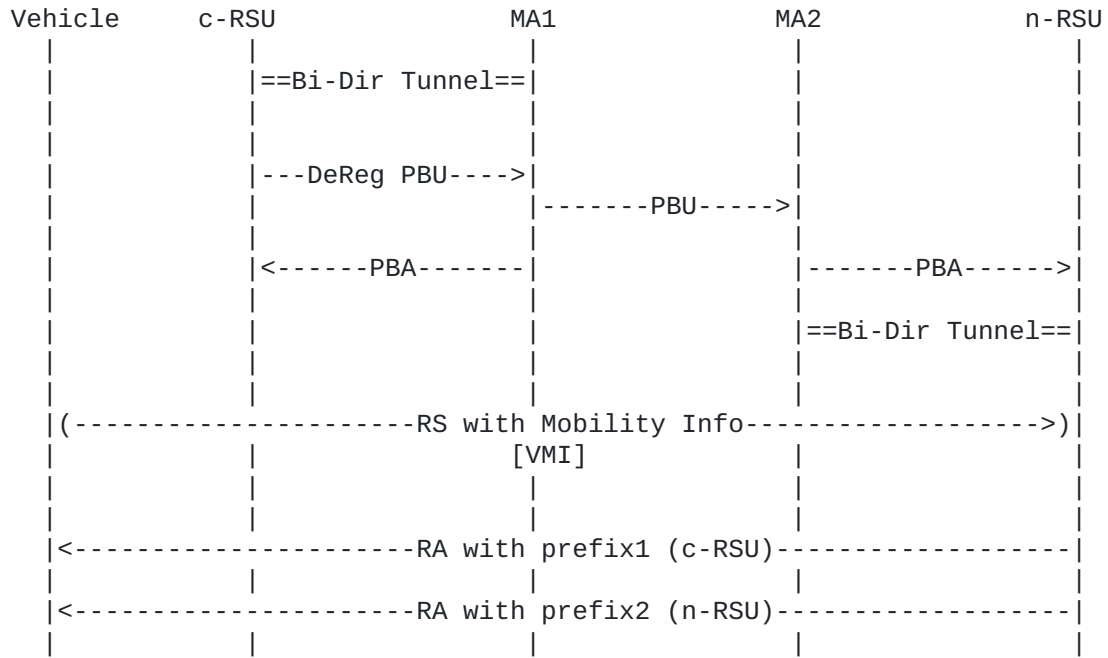 Vehicle c-RSU MA1 MA2 n-RSU
==Bi-Dir Tunnel==
---DeReg PBU---->
-------PBU----->
<------PBA------- -------PBA------>
==Bi-Dir Tunnel==
(----------------------RS with Mobility Info------------------->)
[VMI]
<----------------------RA with prefix1 (c-RSU)-------------------
<----------------------RA with prefix2 (n-RSU)-------------------